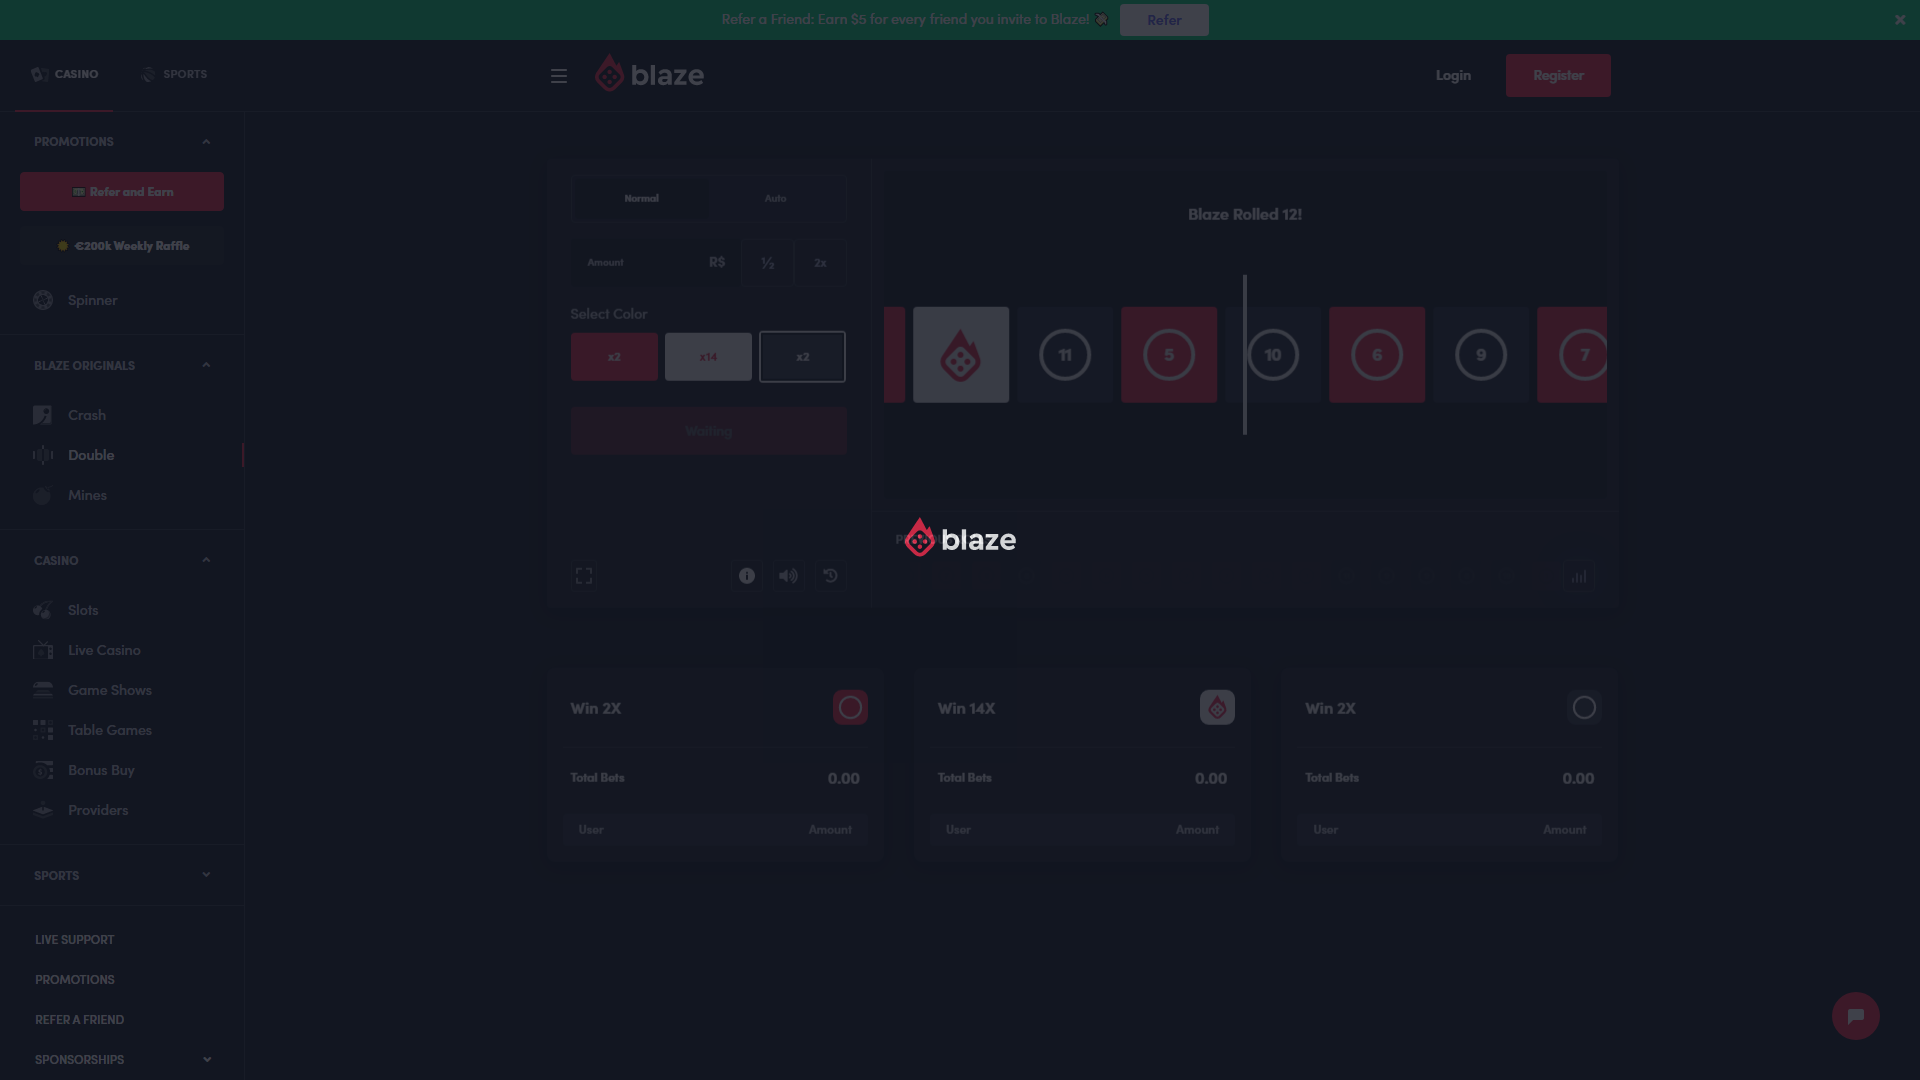 Refer a Friend: Earn $5 for every friend you invite to Blaze!
Refer
CASINO
SPORTS
blaze
Login
Register
PROMOTIONS
Refer and Earn
€200k Weekly Raffle
Spinner
BLAZE ORIGINALS
Crash
Double
Mines
CASINO
Slots
Live Casino
Game Shows
Table Games
Bonus Buy
Providers
SPORTS
LIVE SUPPORT
PROMOTIONS
REFER A FRIEND
SPONSORSHIPS
Normal
Auto
Amount
R$
½
2x
Select Color
x2
x14
x2
Waiting
Blaze Rolled 12!
11
5
10
6
9
7
blaze
Win 2X
Total Bets
0.00
User
Amount
Win 14X
Total Bets
0.00
User
Amount
Win 2X
Total Bets
0.00
User
Amount